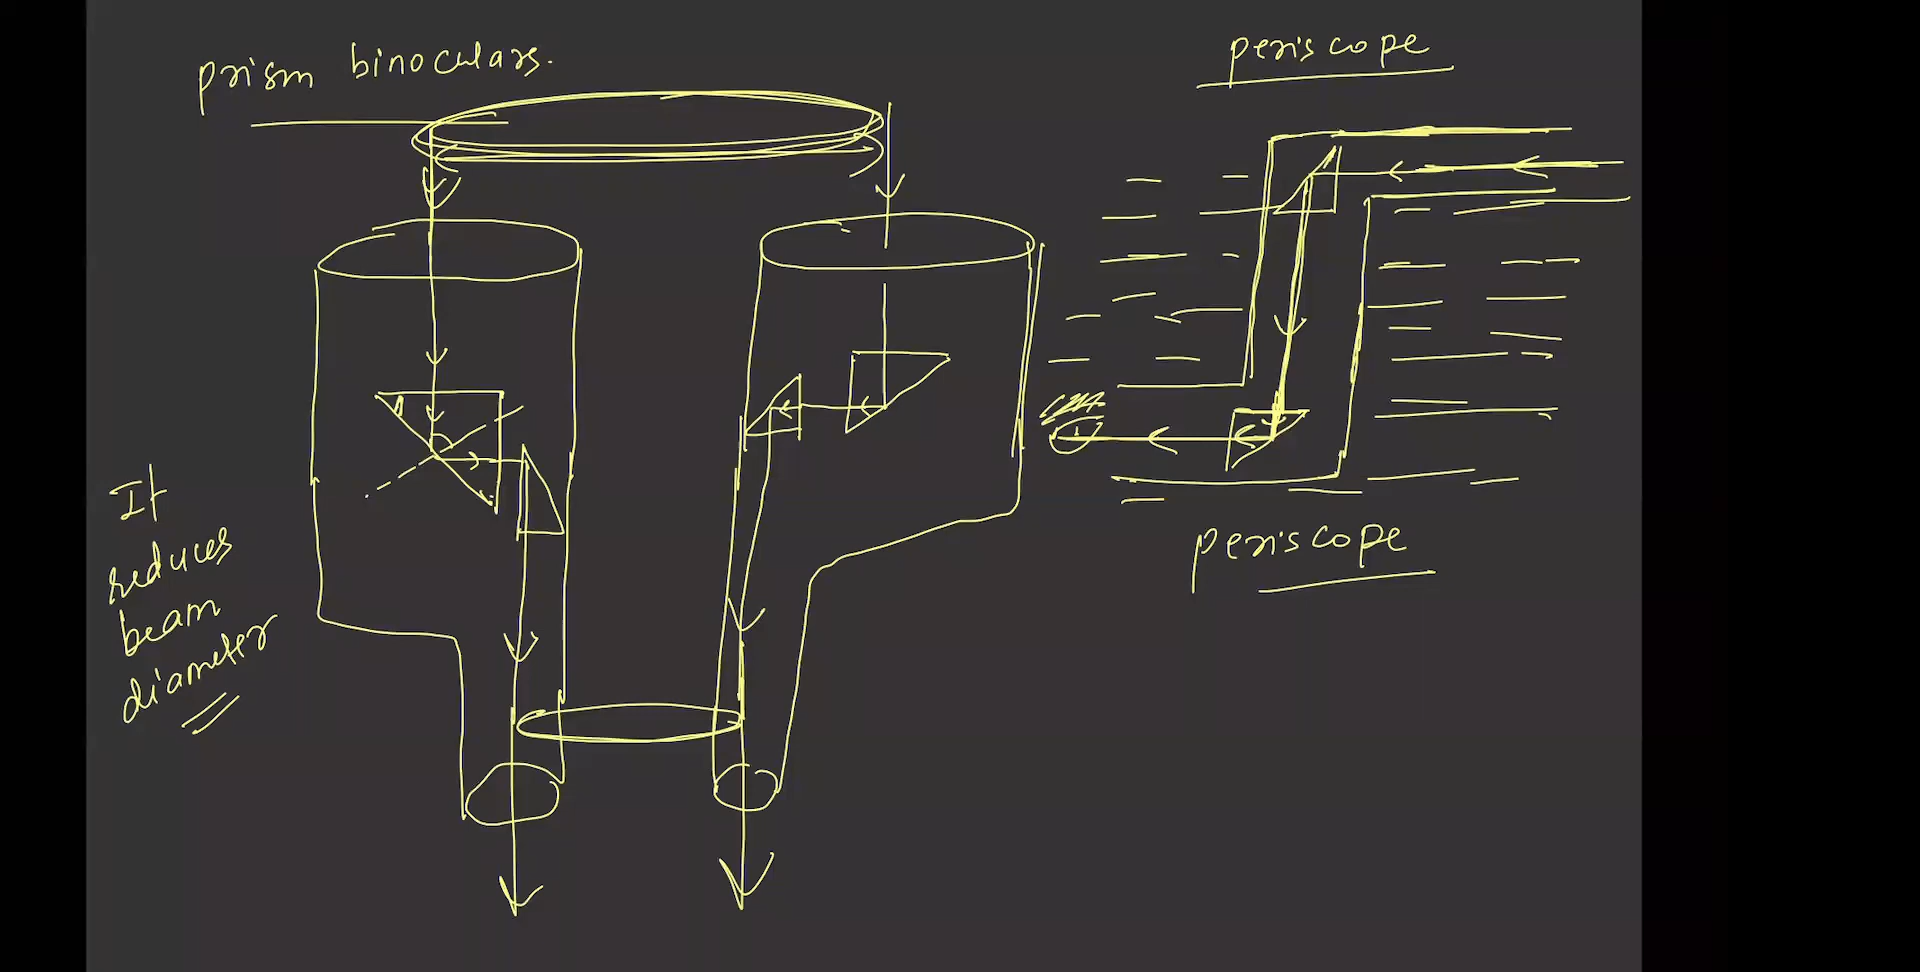 prism binoculars.
periscope
It
reduces
beam
diameter
periscope